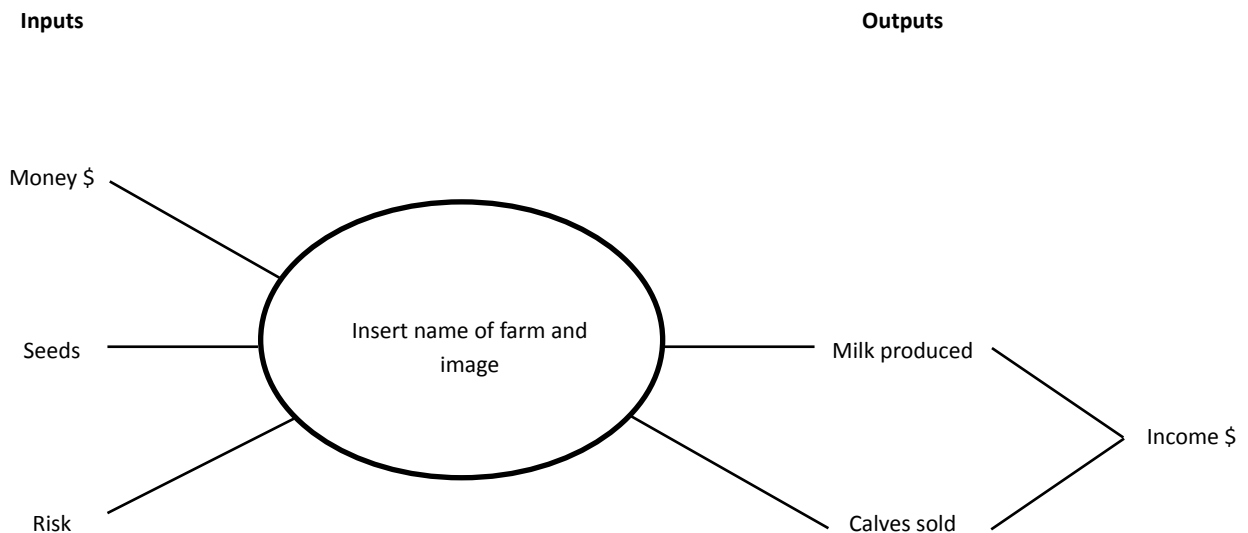 Inputs
Outputs
Money $
Insert name of farm and
image
Seeds
Milk produced
Income $
Risk
Calves sold